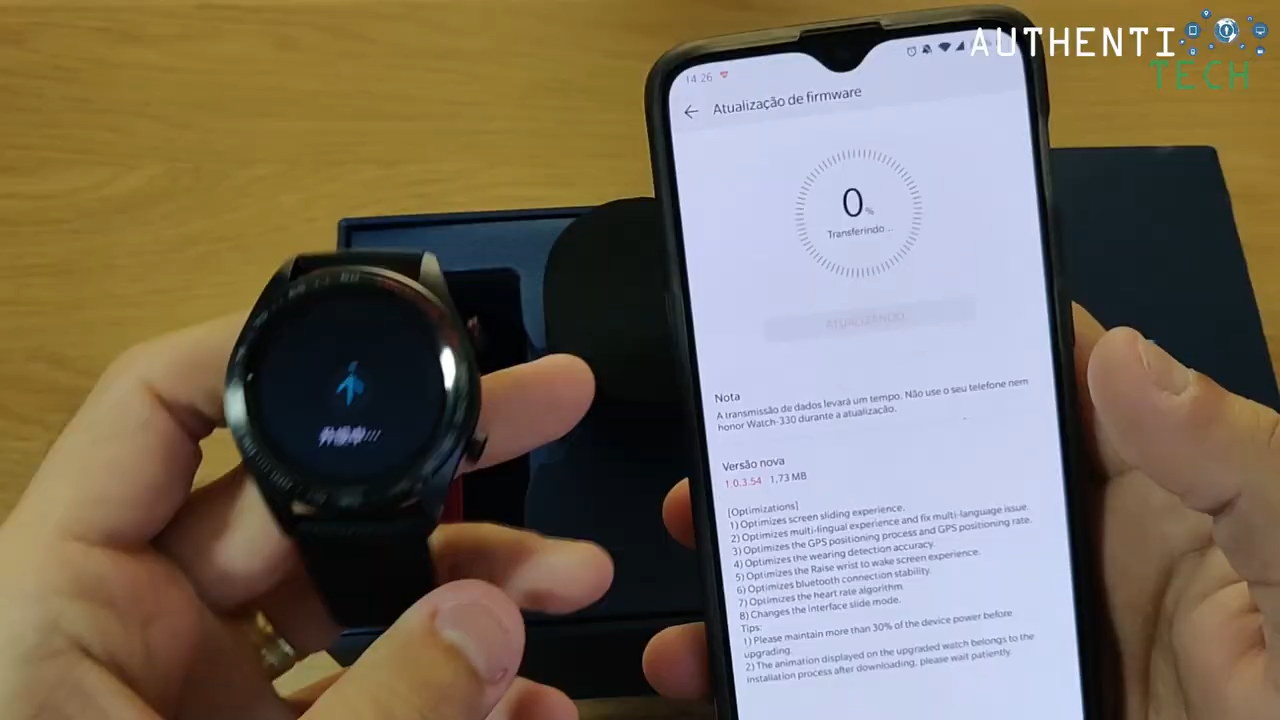 AUTHENTI
TECH
14:26
Atualização de firmware
0 %
Transferindo ...
ATUALIZANDO
Nota
A transmissão de dados levará um tempo. Não use o seu telefone nem
honor Watch-330 durante a atualização.
Versão nova
1.0.3.54 1,73 MB
[Optimizations]
1) Optimizes screen sliding experience.
2) Optimizes multi-lingual experience and fix multi-language issue.
3) Optimizes the GPS positioning process and GPS positioning rate.
4) Optimizes the wearing detection accuracy.
5) Optimizes the Raise wrist to wake screen experience.
6) Optimizes bluetooth connection stability.
7) Optimizes the heart rate algorithm.
8) Changes the interface slide mode.
Tips:
1) Please maintain more than 30% of the device power before
upgrading.
2) The animation displayed on the upgraded watch belongs to the
installation process after downloading, please wait patiently.